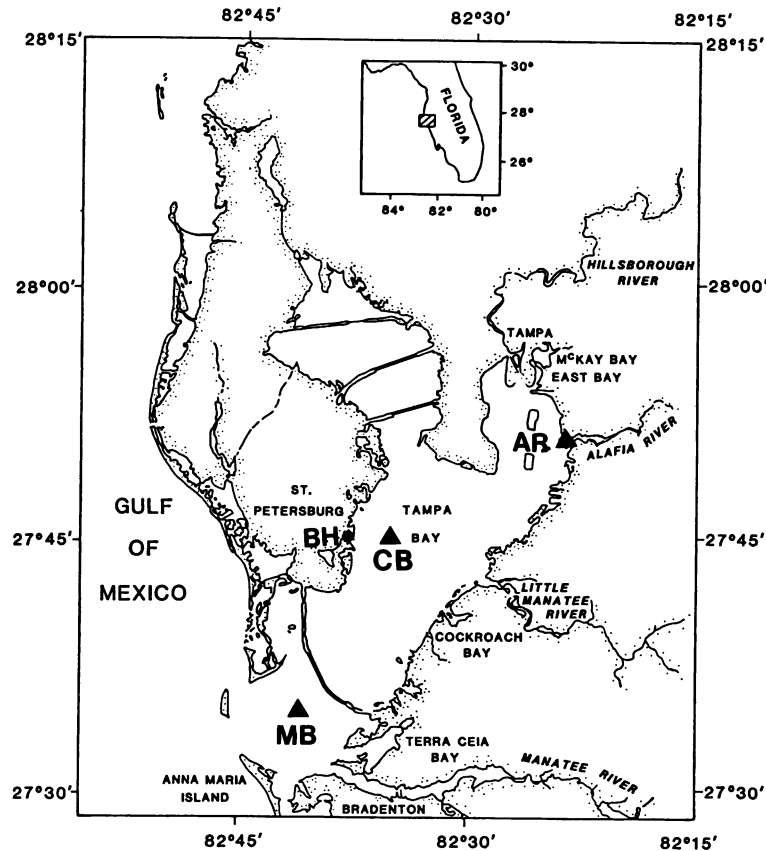 82°45′ 82°30′ 82°15′
28°15′ 28°15′
30°
FLORIDA
28°
26°
84° 82° 80°
HILLSBOROUGH
RIVER
28°00′ 28°00′
TAMPA
McKAY BAY
EAST BAY
AR
ALAFIA RIVER
ST.
PETERSBURG
TAMPA
BAY
GULF
OF
MEXICO
BH
CB
27°45′ 27°45′
LITTLE
MANATEE
RIVER
COCKROACH
BAY
MB
TERRA CEIA
BAY
MANATEE RIVER
ANNA MARIA
ISLAND
BRADENTON
27°30′ 27°30′
82°45′ 82°30′ 82°15′